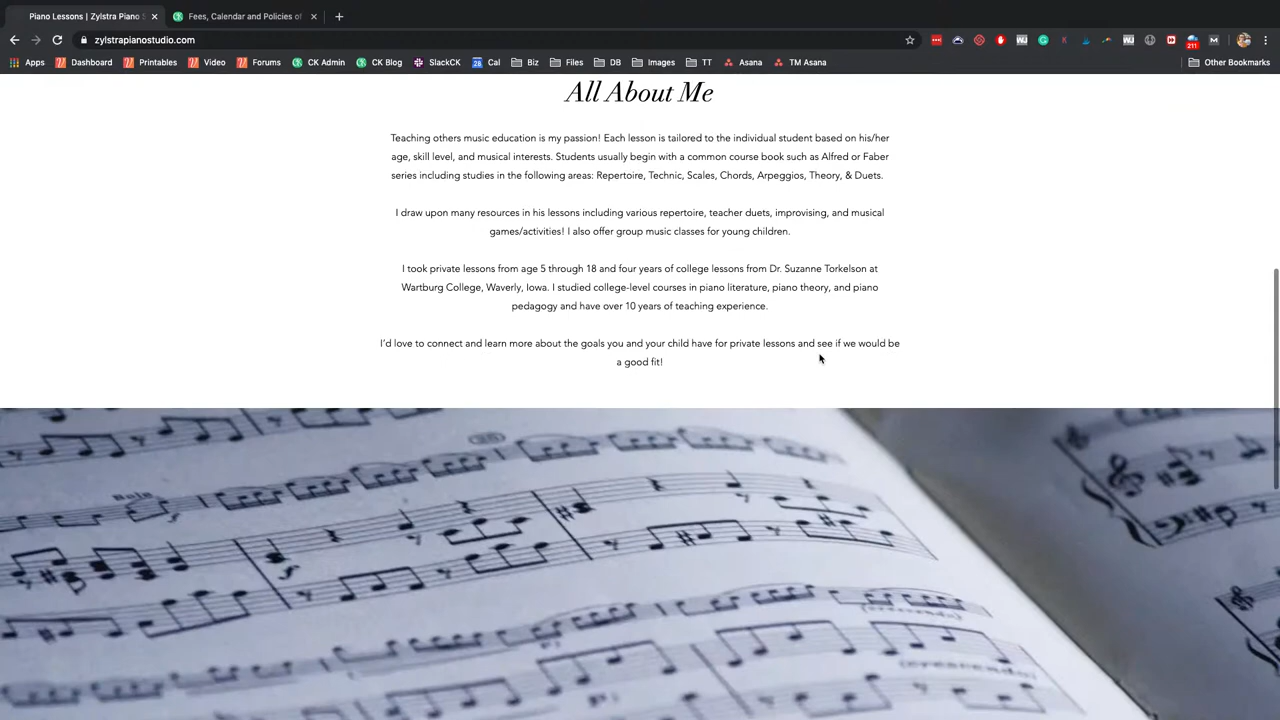 Piano Lessons | Zylstra Piano S
Fees, Calendar and Policies of
zylstrapianostudio.com
211
Apps
Dashboard
Printables
Video
Forums
CK Admin
CK Blog
SlackCK
28
Cal
Biz
Files
DB
Images
TT
Asana
TM Asana
Other Bookmarks
All About Me
Teaching others music education is my passion! Each lesson is tailored to the individual student based on his/her
age, skill level, and musical interests. Students usually begin with a common course book such as Alfred or Faber
series including studies in the following areas: Repertoire, Technic, Scales, Chords, Arpeggios, Theory, & Duets.
I draw upon many resources in his lessons including various repertoire, teacher duets, improvising, and musical
games/activities! I also offer group music classes for young children.
I took private lessons from age 5 through 18 and four years of college lessons from Dr. Suzanne Torkelson at
Wartburg College, Waverly, Iowa. I studied college-level courses in piano literature, piano theory, and piano
pedagogy and have over 10 years of teaching experience.
I'd love to connect and learn more about the goals you and your child have for private lessons and see if we would be
a good fit!
(crescendo)
(crescendo)